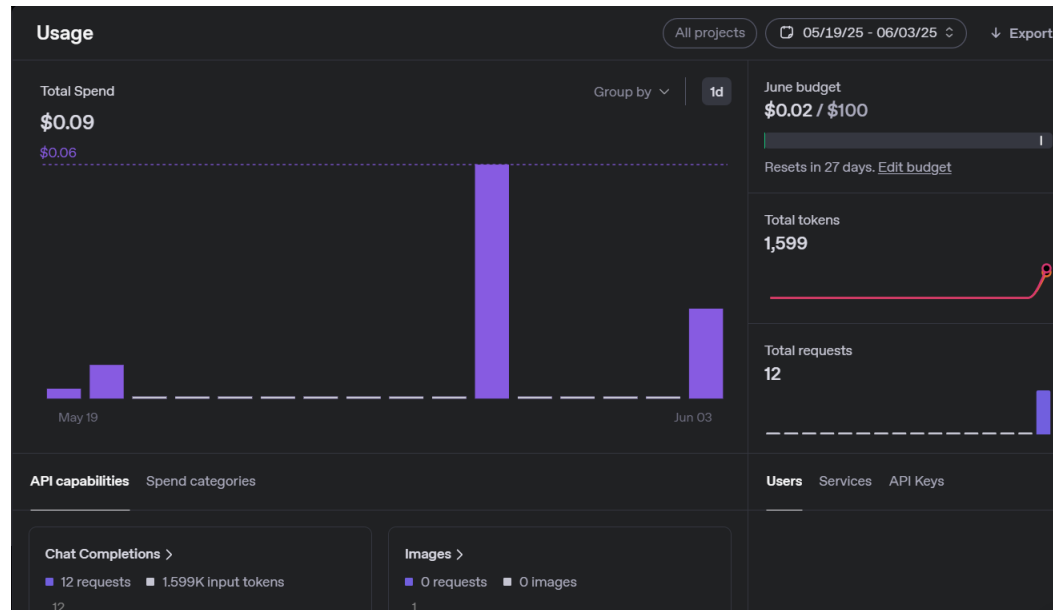 Usage
All projects
05/19/25 - 06/03/25
Export
Total Spend
Group by
1d
$0.09
$0.06
May 19
Jun 03
June budget
$0.02 / $100
Resets in 27 days. Edit budget
Total tokens
1,599
Total requests
12
API capabilities Spend categories
Users Services API Keys
Chat Completions >
12 requests 1.599K input tokens
12
Images >
0 requests 0 images
1